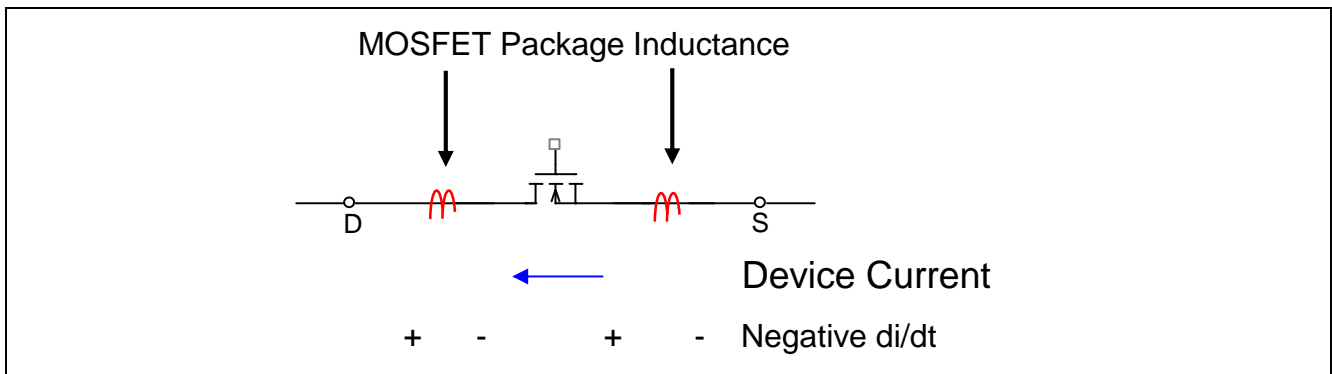 MOSFET Package Inductance
D
S
Device Current
+ - + - Negative di/dt